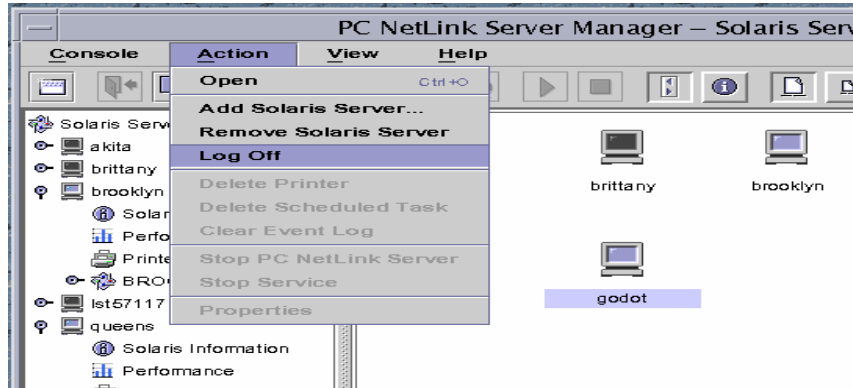 PC NetLink Server Manager – Solaris Serv
Console Action View Help
Open Ctrl+O
Add Solaris Server...
Remove Solaris Server
Log Off
Delete Printer
Delete Scheduled Task
Clear Event Log
Stop PC NetLink Server
Stop Service
Properties
Solaris Serv
akita
brittany
brooklyn
Solar
Perfo
Printe
BRO
lst57117
queens
Solaris Information
Performance
brittany brooklyn
godot